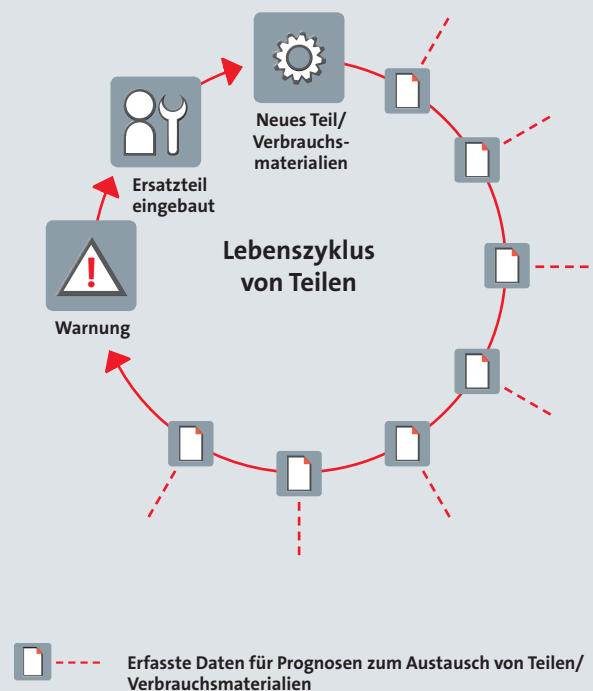 Neues Teil/
Verbrauchs-
materialien
Ersatzteil
eingebaut
Lebenszyklus
von Teilen
Warnung
Erfasste Daten für Prognosen zum Austausch von Teilen/
Verbrauchsmaterialien